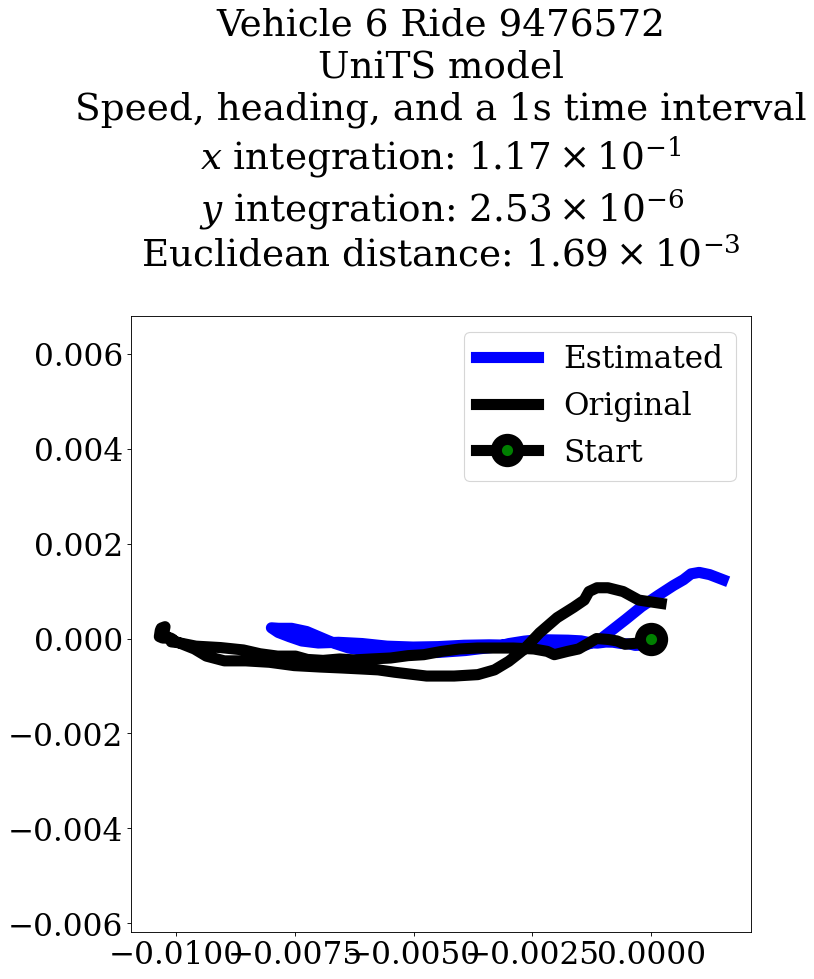 Vehicle 6 Ride 9476572
UniTS model
Speed, heading, and a 1s time interval
x integration: 1.17 × 10⁻¹
y integration: 2.53 × 10⁻⁶
Euclidean distance: 1.69 × 10⁻³
Estimated
Original
Start
0.006
0.004
0.002
0.000
−0.002
−0.004
−0.006
−0.0100 −0.0075 −0.0050 −0.0025 0.0000